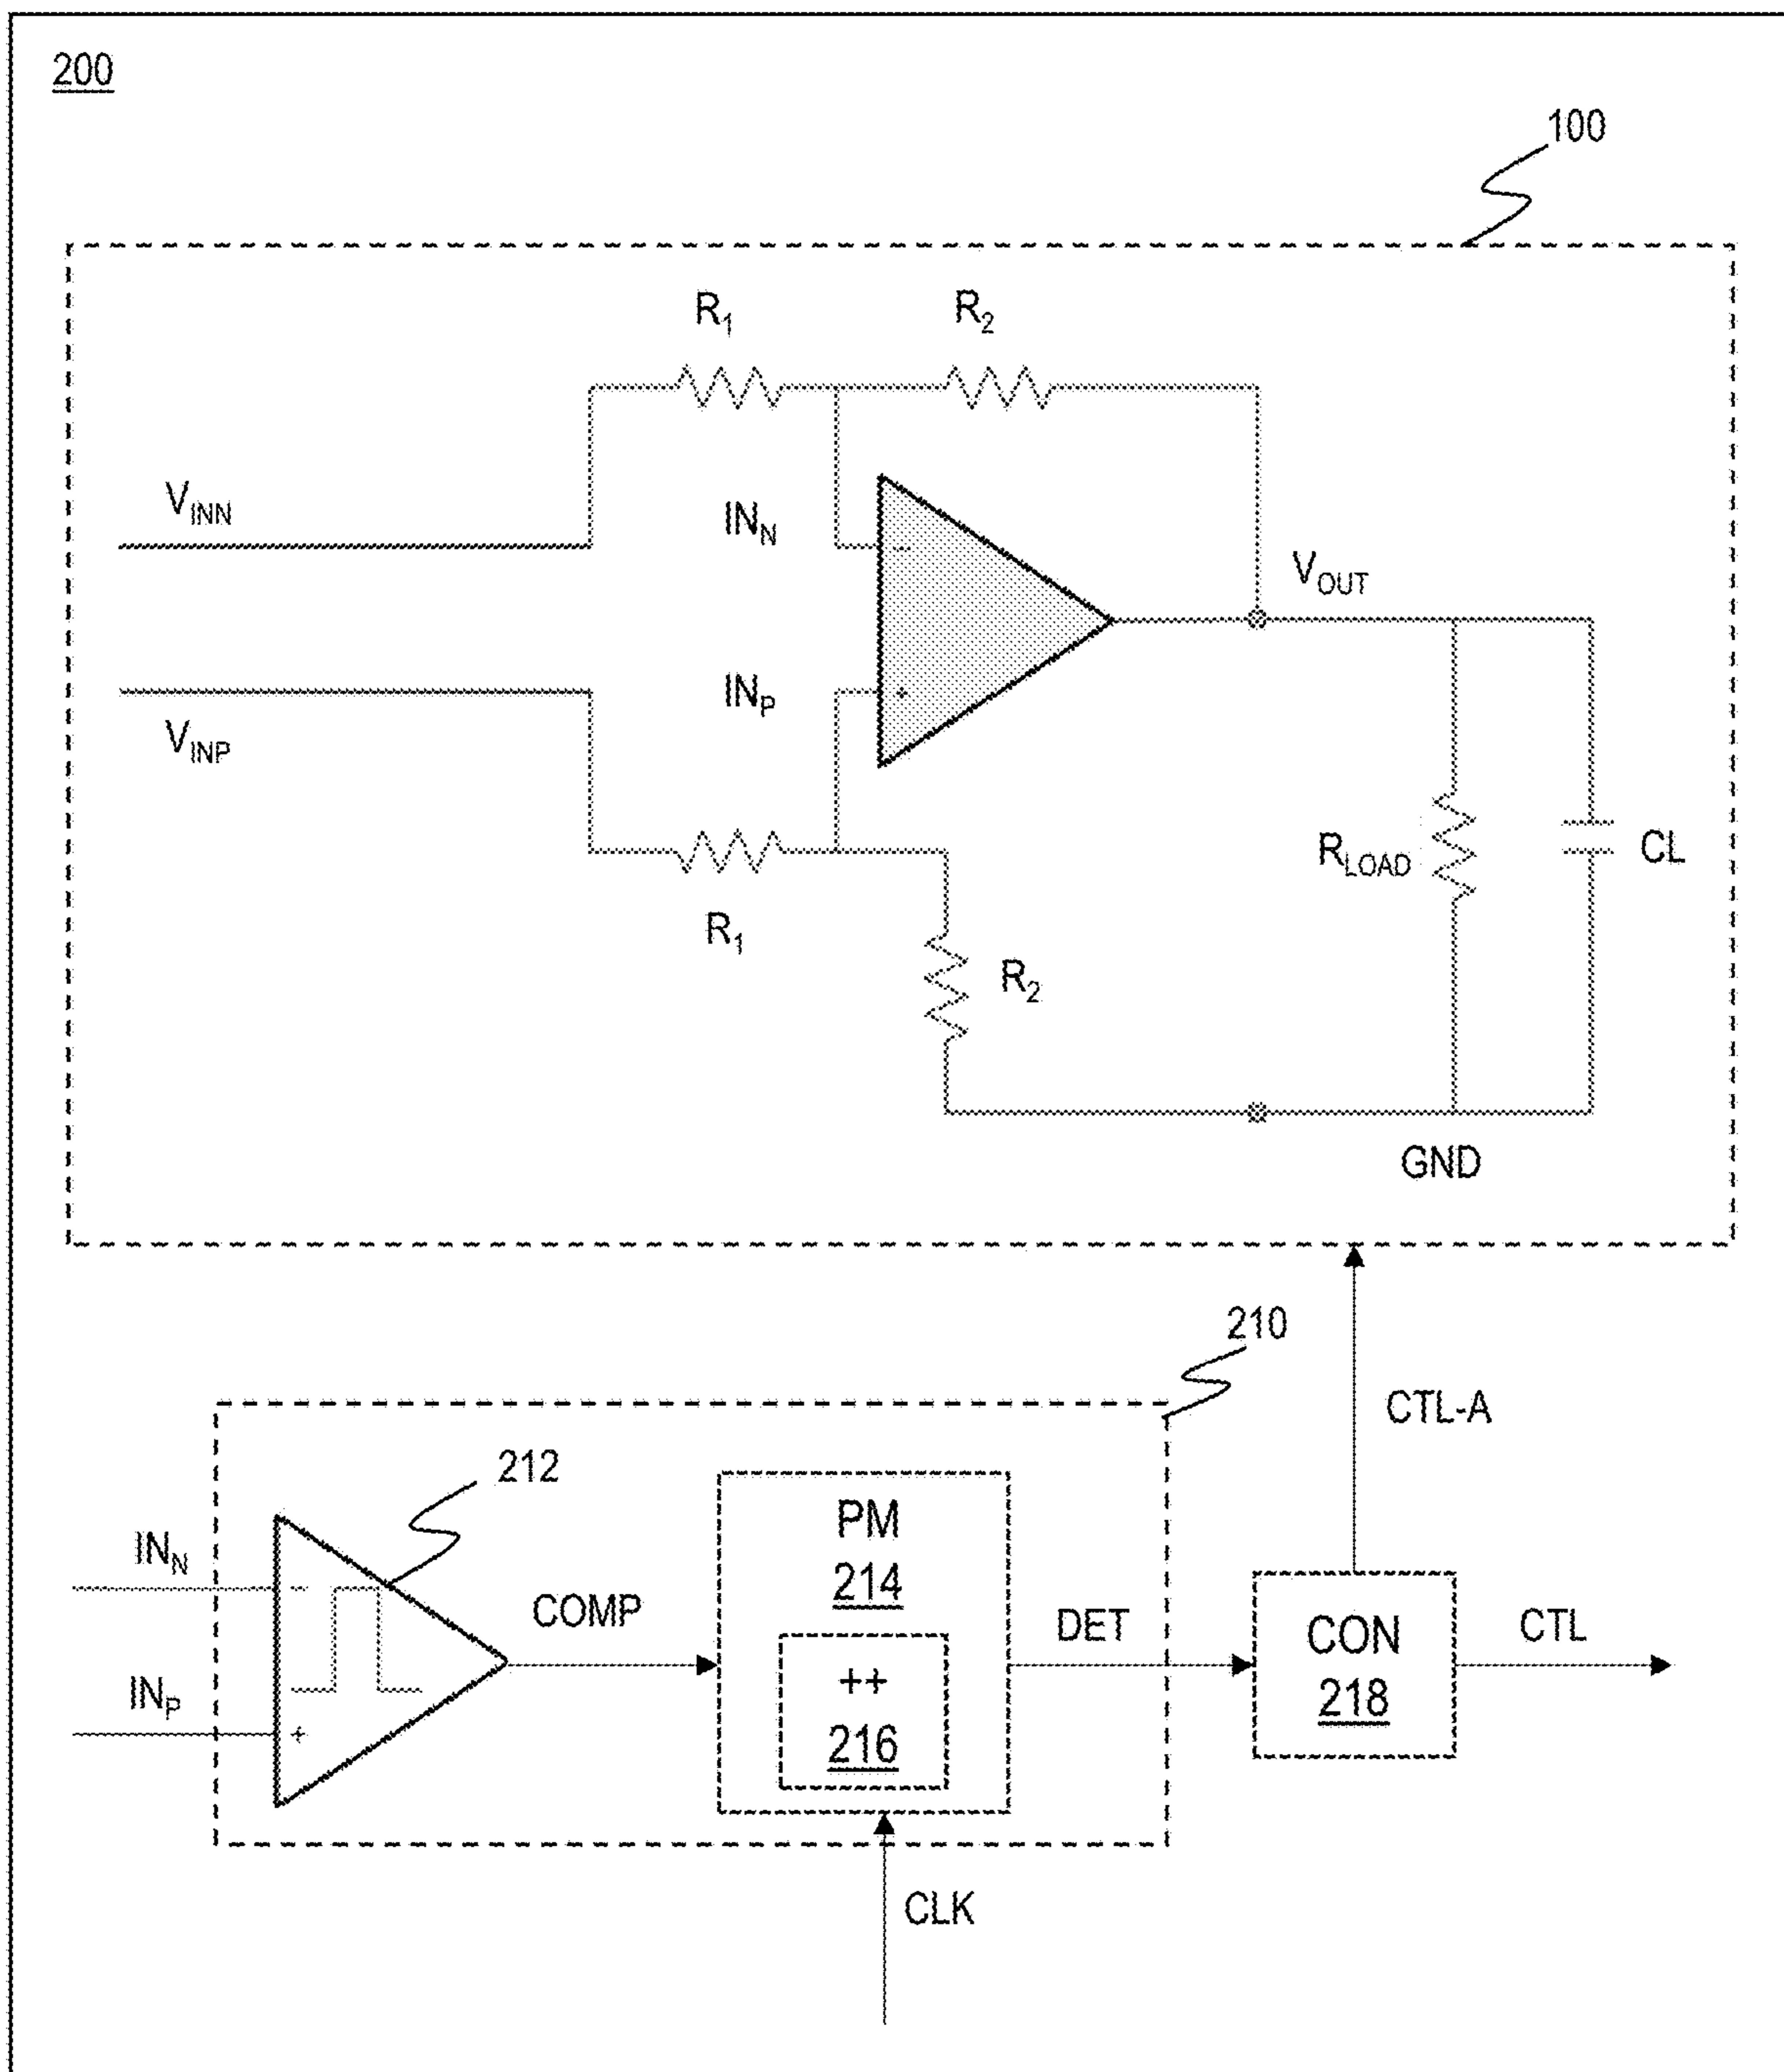 200
100
R1
R2
VINN
INN
-
VOUT
INP
+
VINP
RLOAD
CL
R1
R2
GND
210
CTL-A
212
PM
INN
-
214
COMP
DET
CON
CTL
++
INP
218
+
216
CLK